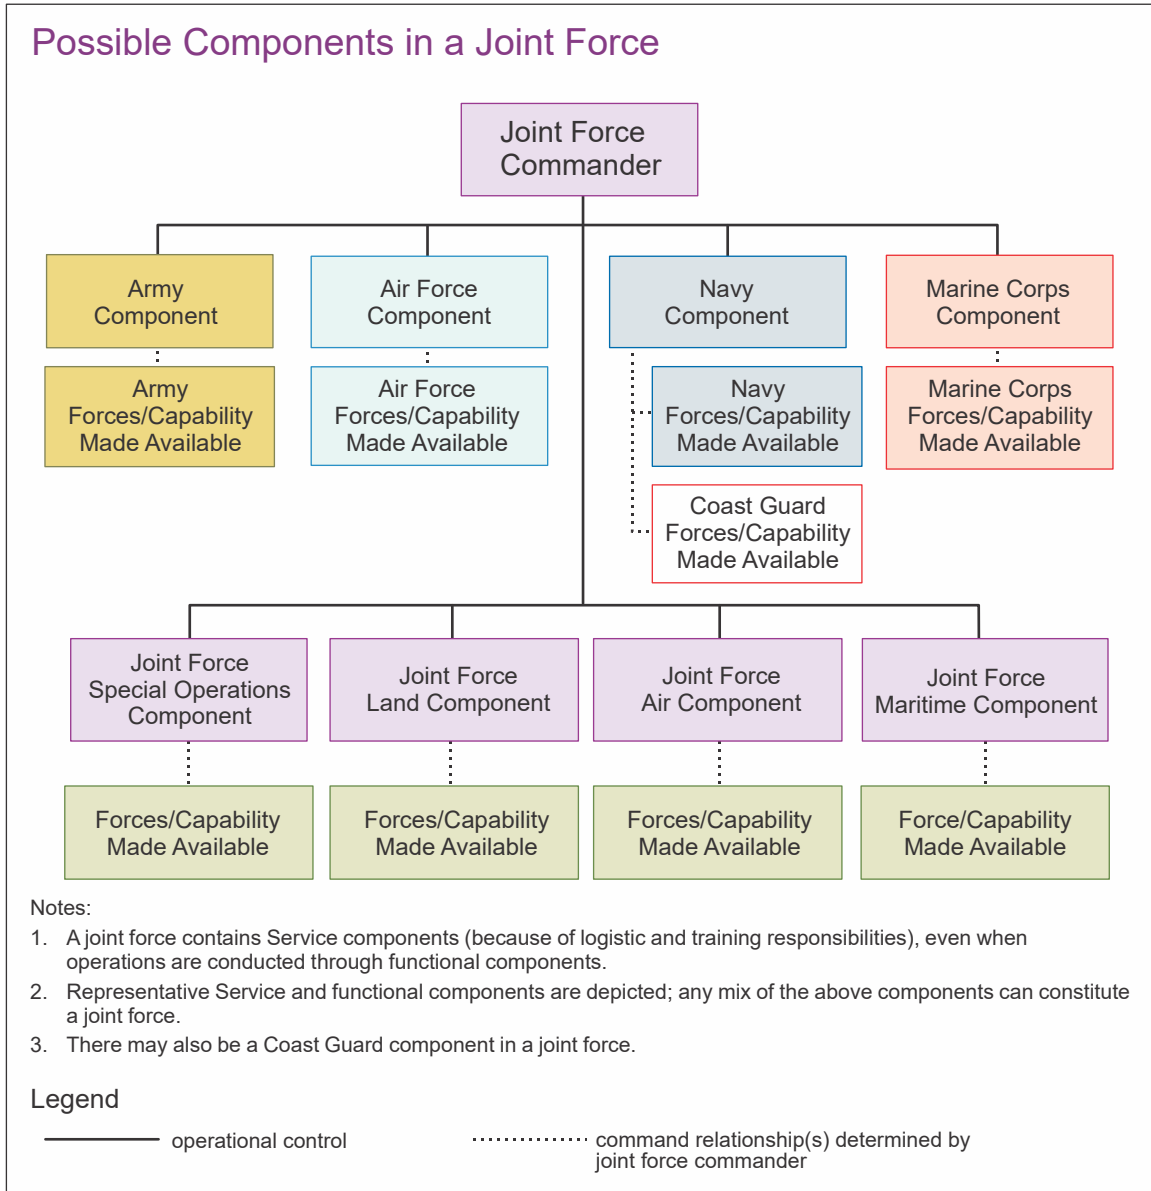 Possible Components in a Joint Force
Joint Force
Commander
Army
Component
Air Force
Component
Navy
Component
Marine Corps
Component
Army
Forces/Capability
Made Available
Air Force
Forces/Capability
Made Available
Navy
Forces/Capability
Made Available
Marine Corps
Forces/Capability
Made Available
Coast Guard
Forces/Capability
Made Available
Joint Force
Special Operations
Component
Joint Force
Land Component
Joint Force
Air Component
Joint Force
Maritime Component
Forces/Capability
Made Available
Forces/Capability
Made Available
Forces/Capability
Made Available
Force/Capability
Made Available
Notes:
1. A joint force contains Service components (because of logistic and training responsibilities), even when
operations are conducted through functional components.
2. Representative Service and functional components are depicted; any mix of the above components can constitute
a joint force.
3. There may also be a Coast Guard component in a joint force.
Legend
operational control
command relationship(s) determined by
joint force commander